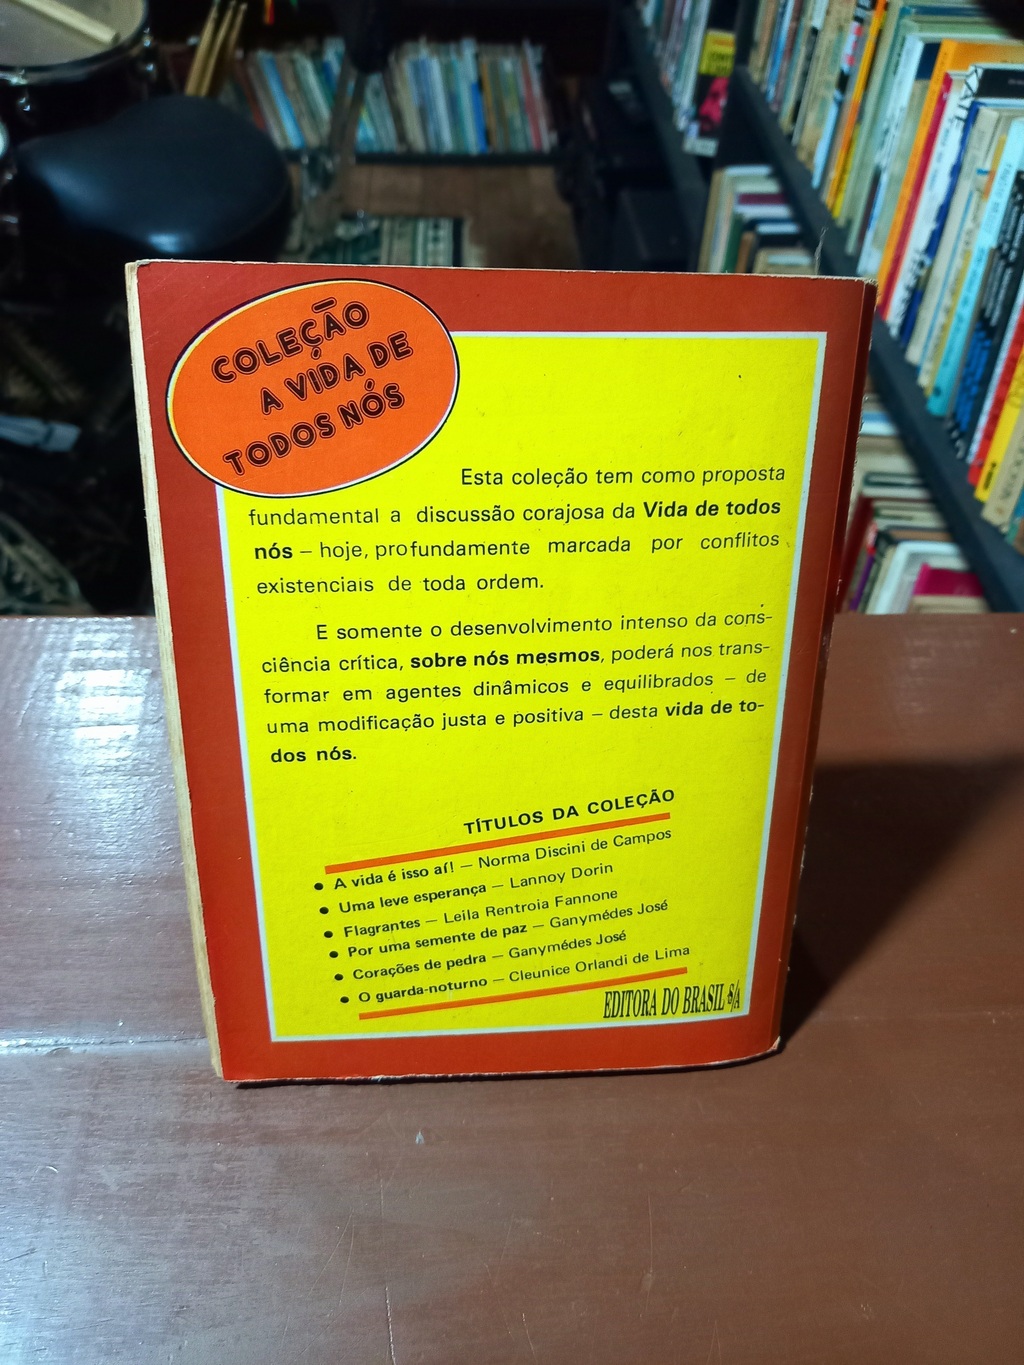 COLEÇÃO
A VIDA DE
TODOS NÓS
Esta coleção tem como proposta
fundamental a discussão corajosa da Vida de todos
nós – hoje, profundamente marcada por conflitos
existenciais de toda ordem.
E somente o desenvolvimento intenso da cons-
ciência crítica, sobre nós mesmos, poderá nos trans-
formar em agentes dinâmicos e equilibrados – de
uma modificação justa e positiva – desta vida de to-
dos nós.
TÍTULOS DA COLEÇÃO
• A vida é isso aí! – Norma Discini de Campos
• Uma leve esperança – Lannoy Dorin
• Flagrantes – Leila Rentroia Fannone
• Por uma semente de paz – Ganymédes José
• Corações de pedra – Ganymédes José
• O guarda-noturno – Cleunice Orlandi de Lima
EDITORA DO BRASIL S/A